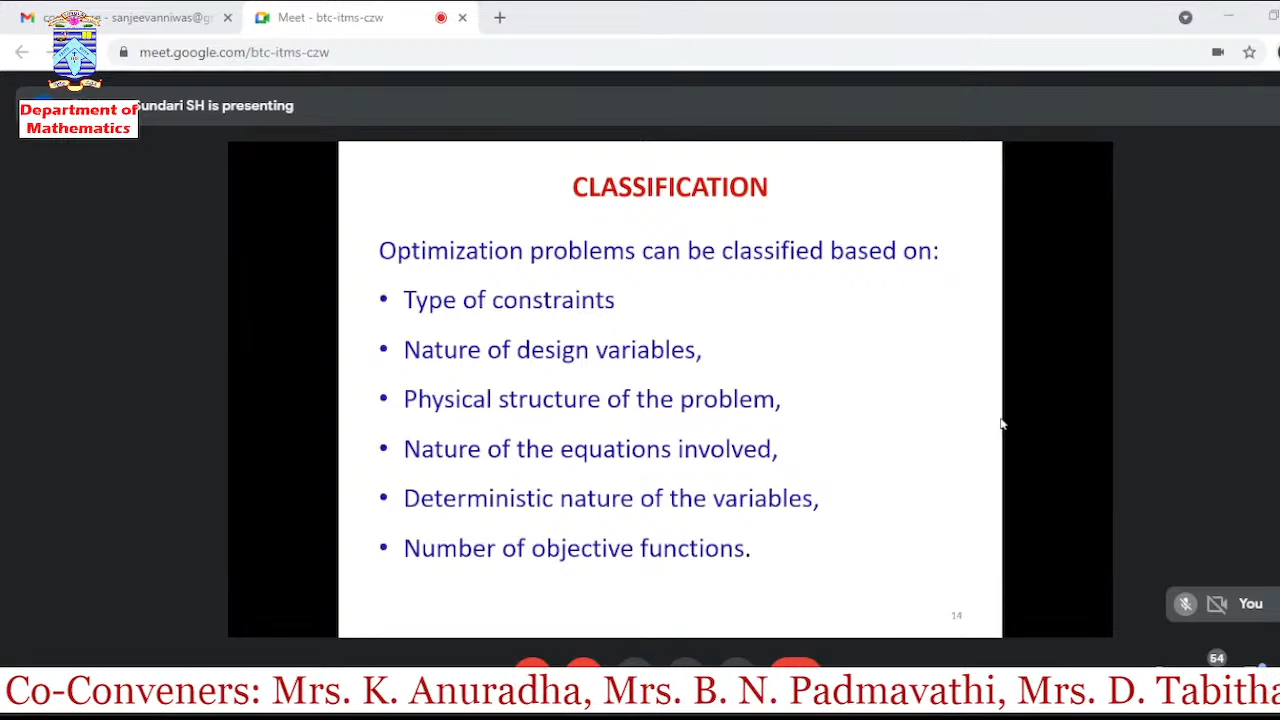 sanjeevanniwas@g
Meet - btc-itms-czw
meet.google.com/btc-itms-czw
Department of
Mathematics
undari SH is presenting
CLASSIFICATION
Optimization problems can be classified based on:
• Type of constraints
• Nature of design variables,
• Physical structure of the problem,
• Nature of the equations involved,
• Deterministic nature of the variables,
• Number of objective functions.
14
You
54
Co-Conveners: Mrs. K. Anuradha, Mrs. B. N. Padmavathi, Mrs. D. Tabitha